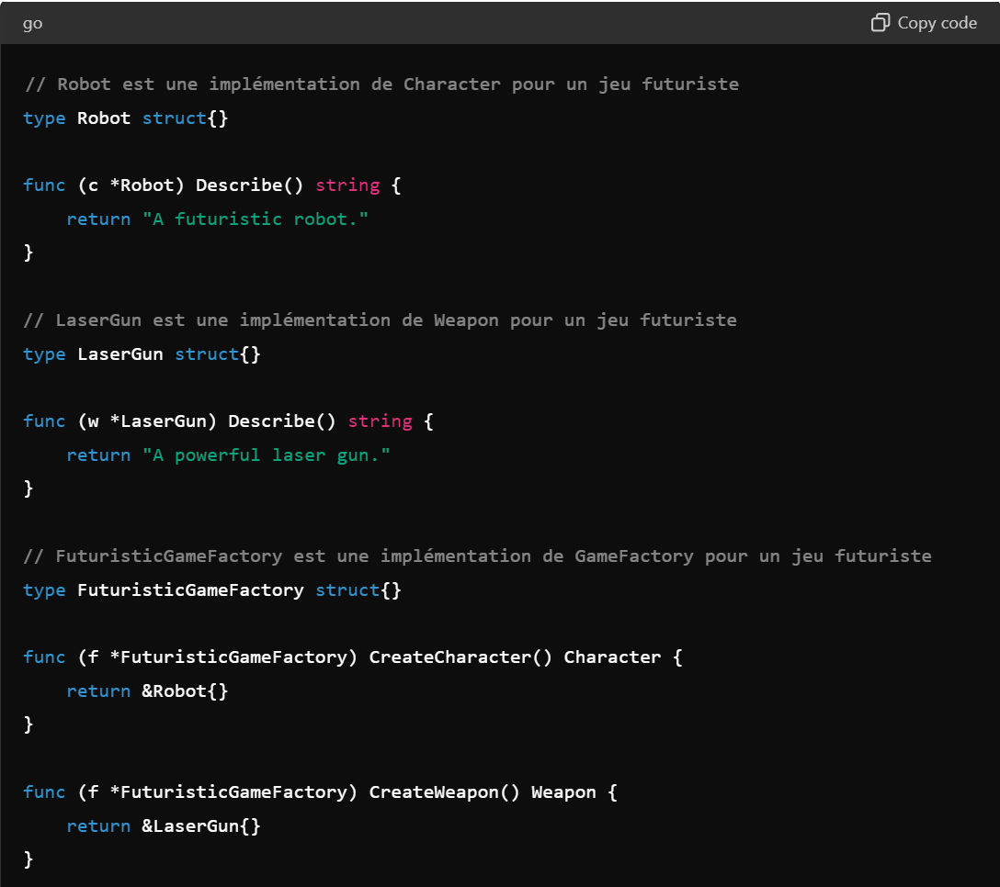 go
Copy code
// Robot est une implémentation de Character pour un jeu futuriste
type Robot struct{}
func (c *Robot) Describe() string {
    return "A futuristic robot."
}
// LaserGun est une implémentation de Weapon pour un jeu futuriste
type LaserGun struct{}
func (w *LaserGun) Describe() string {
    return "A powerful laser gun."
}
// FuturisticGameFactory est une implémentation de GameFactory pour un jeu futuriste
type FuturisticGameFactory struct{}
func (f *FuturisticGameFactory) CreateCharacter() Character {
    return &Robot{}
}
func (f *FuturisticGameFactory) CreateWeapon() Weapon {
    return &LaserGun{}
}